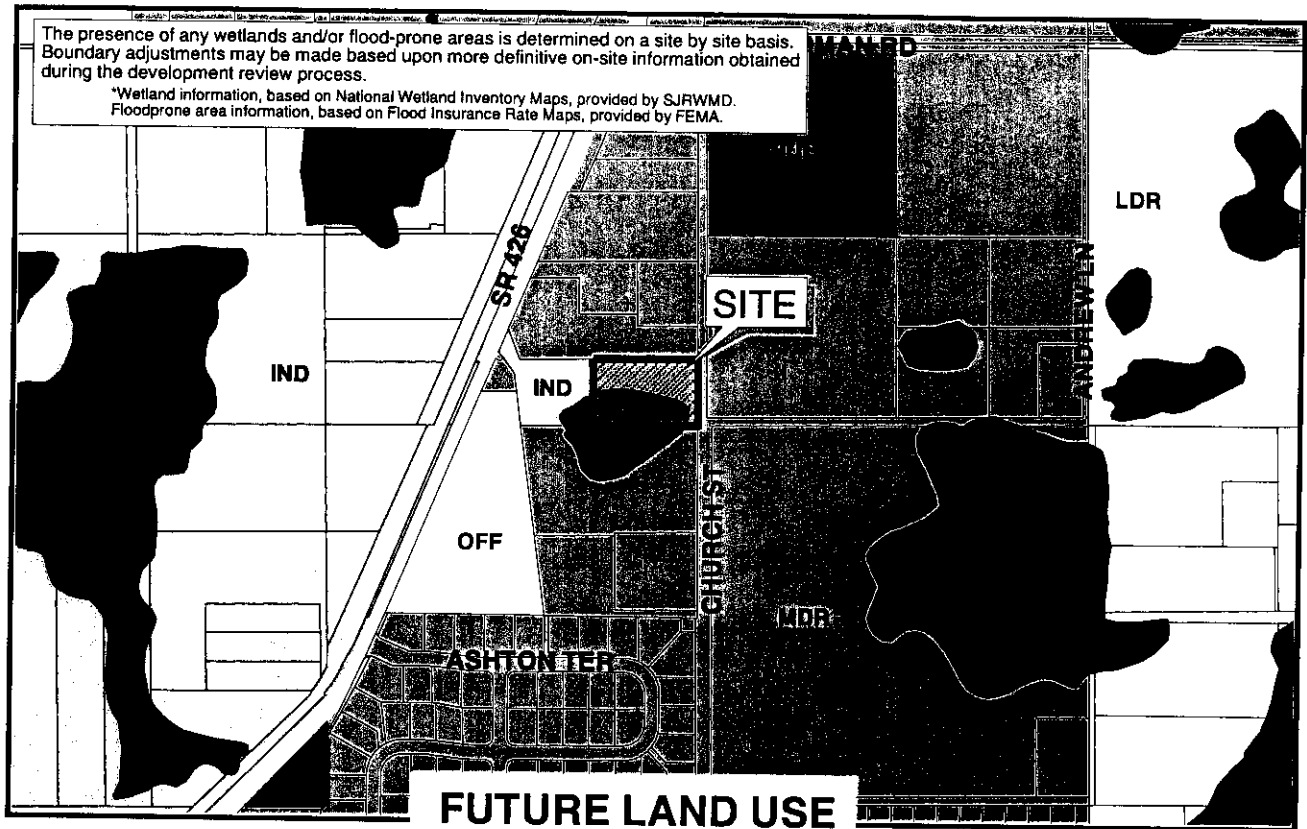 The presence of any wetlands and/or flood-prone areas is determined on a site by site basis.
Boundary adjustments may be made based upon more definitive on-site information obtained
during the development review process.
*Wetland information, based on National Wetland Inventory Maps, provided by SJRWMD.
Floodprone area information, based on Flood Insurance Rate Maps, provided by FEMA.
RD
LDR
SR 426
ANDREW LN
SITE
IND
IND
CHURCH ST
OFF
MDR
ASHTON TER
FUTURE LAND USE